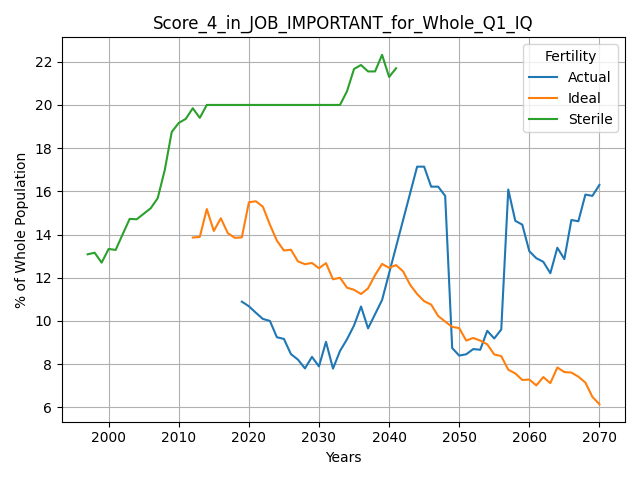 Score_4_in_JOB_IMPORTANT_for_Whole_Q1_IQ
% of Whole Population
22
20
18
16
14
12
10
8
6
Fertility
Actual
Ideal
Sterile
2000 2010 2020 2030 2040 2050 2060 2070
Years